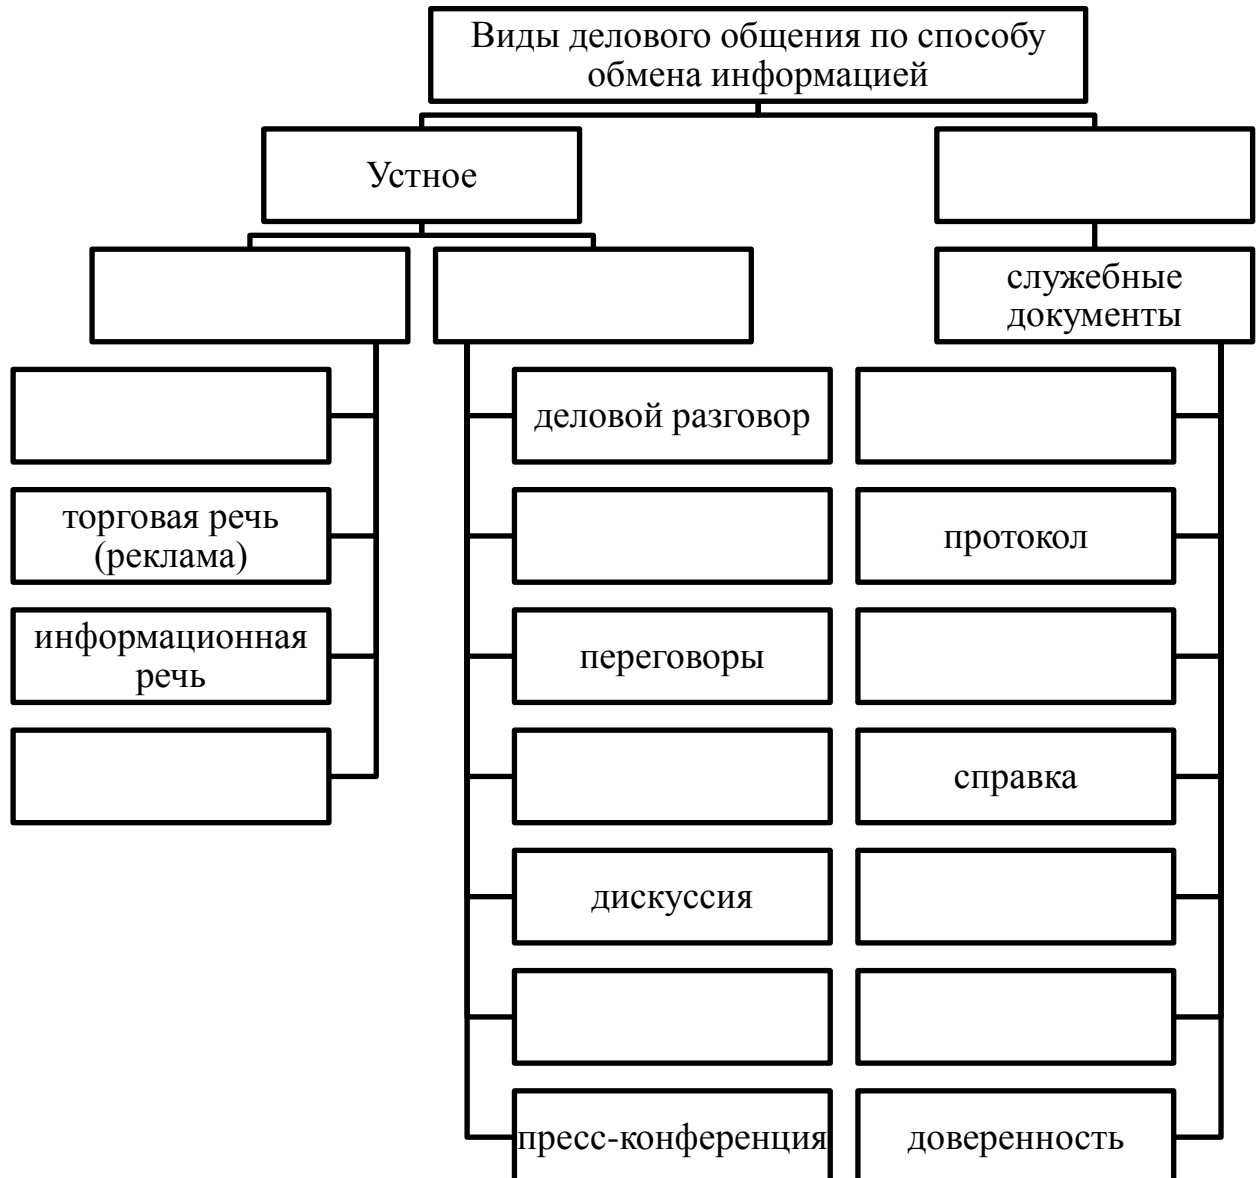 Виды делового общения по способу
обмена информацией
Устное
служебные
документы
деловой разговор
торговая речь
(реклама)
протокол
информационная
речь
переговоры
справка
дискуссия
пресс-конференция
доверенность